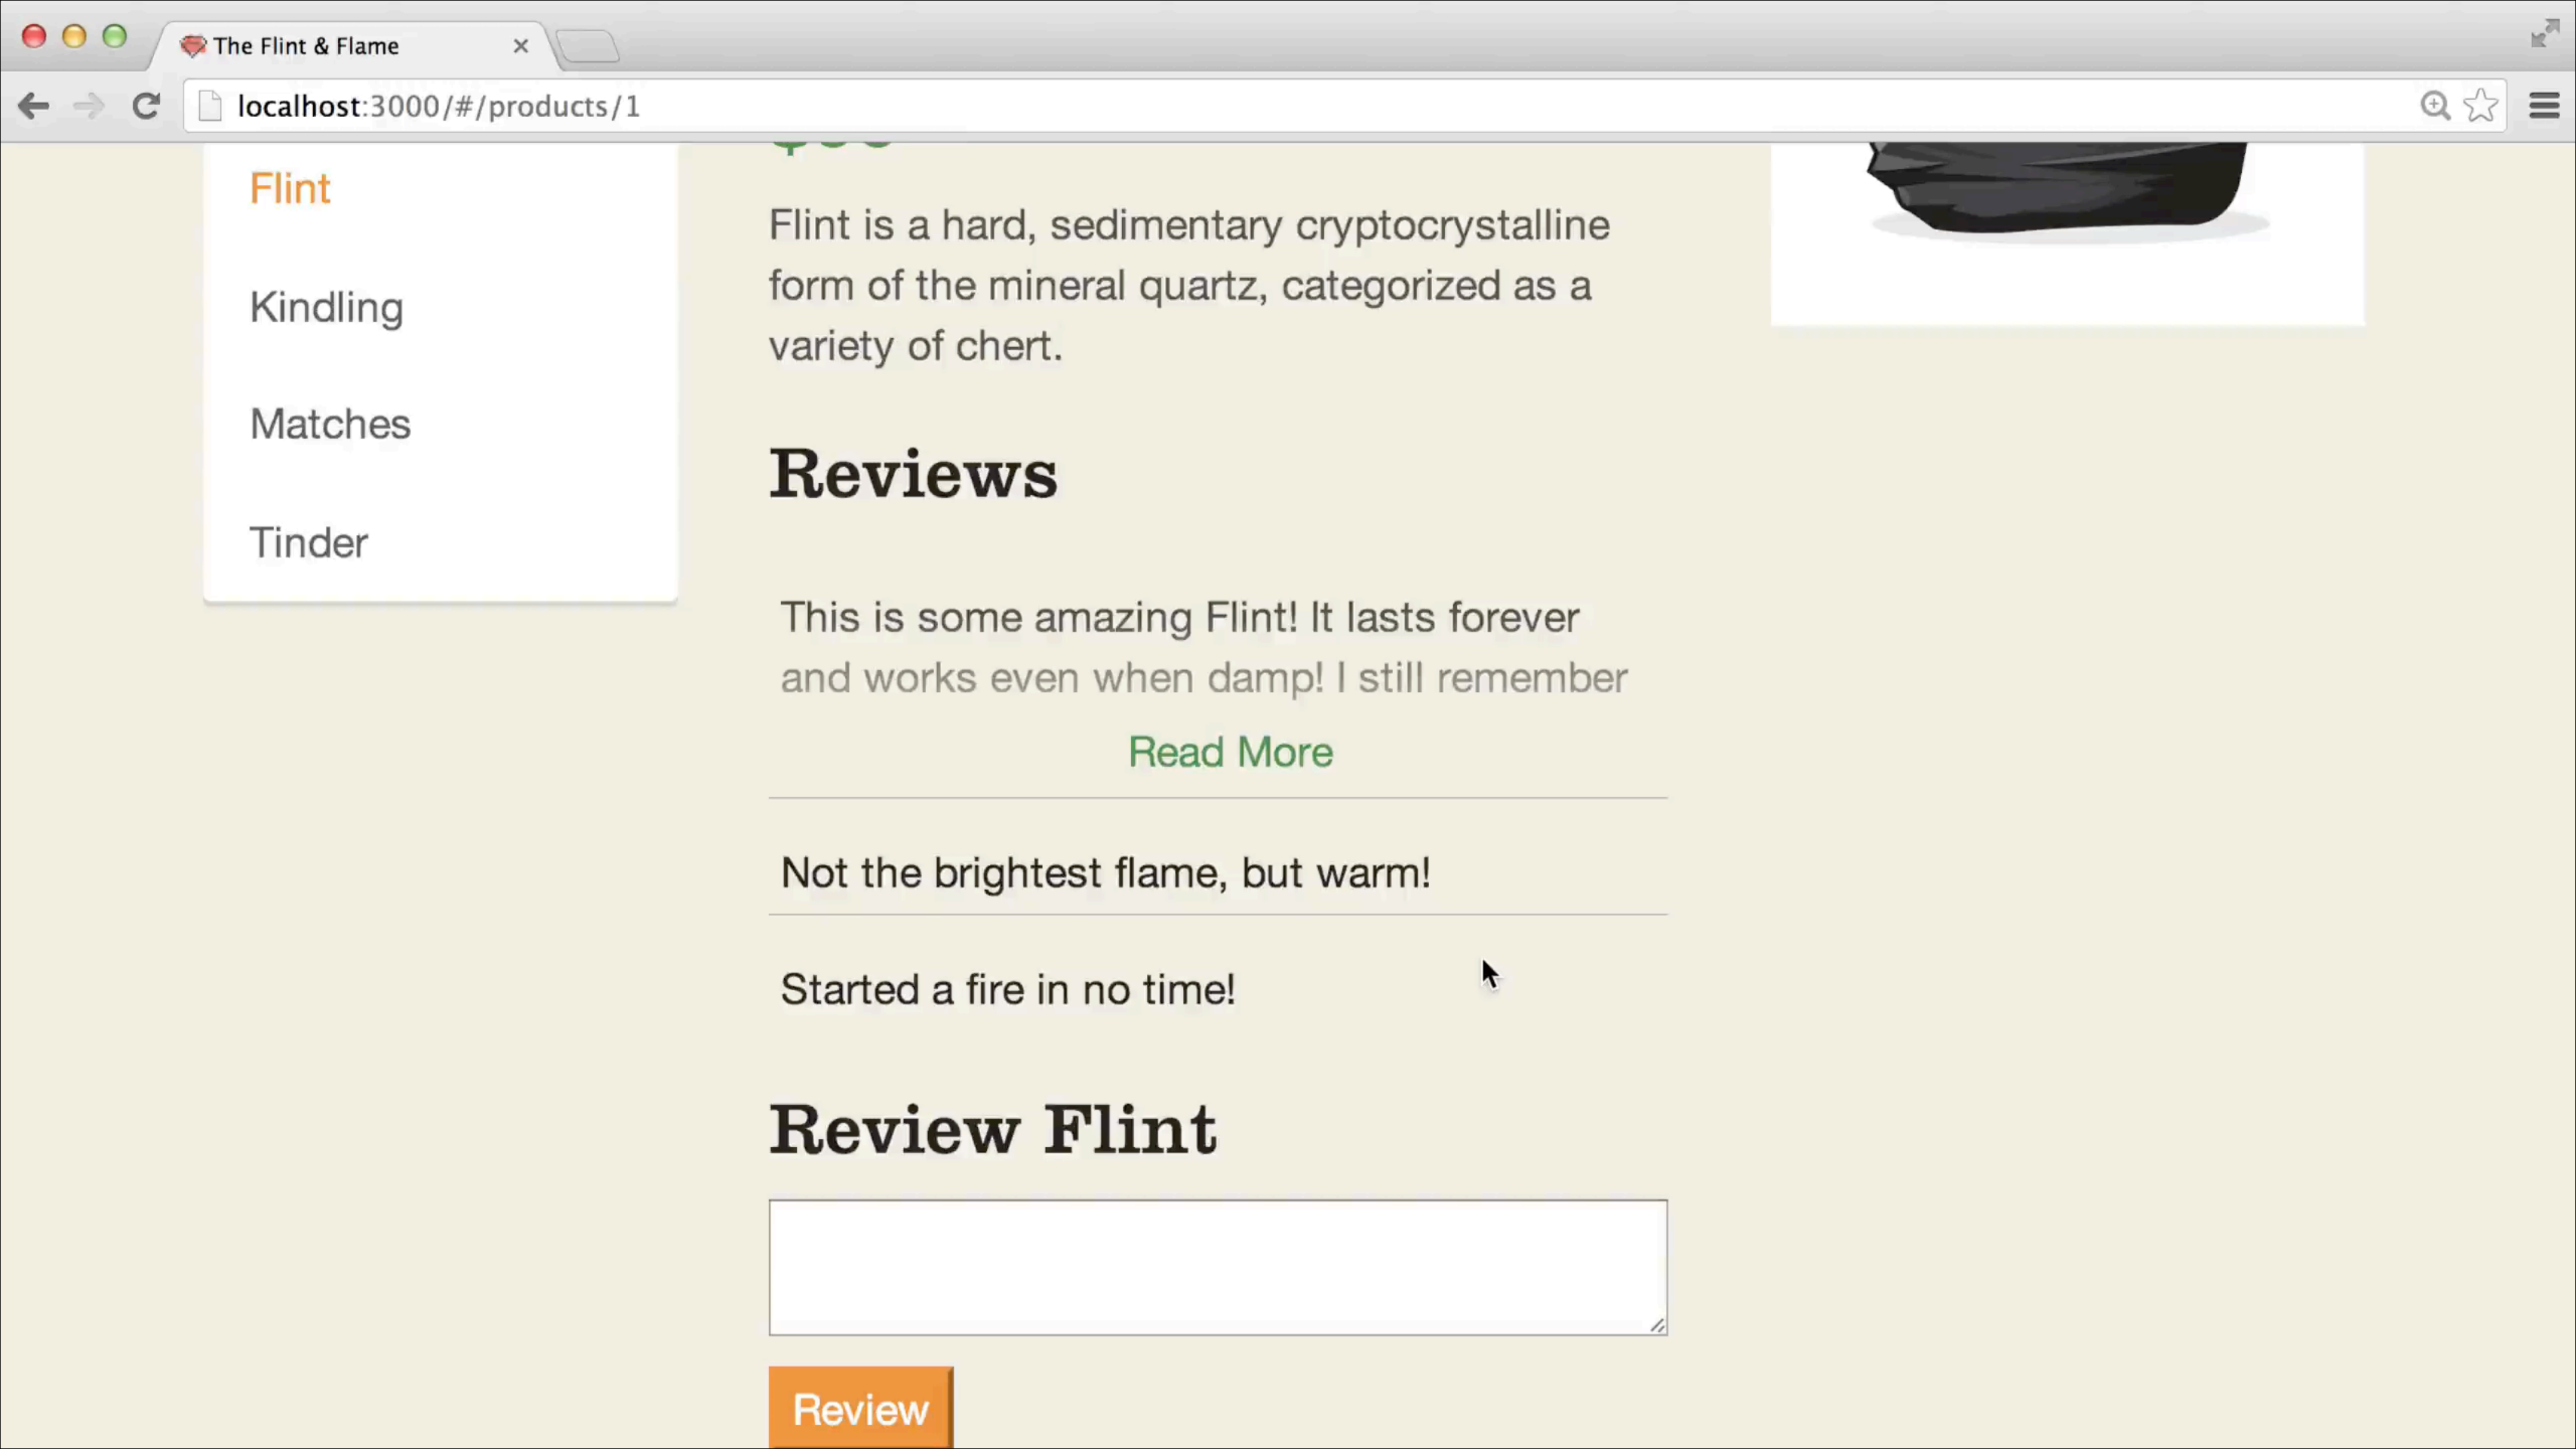 The Flint & Flame
localhost:3000/#/products/1
Flint
Kindling
Matches
Tinder
Flint is a hard, sedimentary cryptocrystalline
form of the mineral quartz, categorized as a
variety of chert.
Reviews
This is some amazing Flint! It lasts forever
and works even when damp! I still remember
Read More
Not the brightest flame, but warm!
Started a fire in no time!
Review Flint
Review